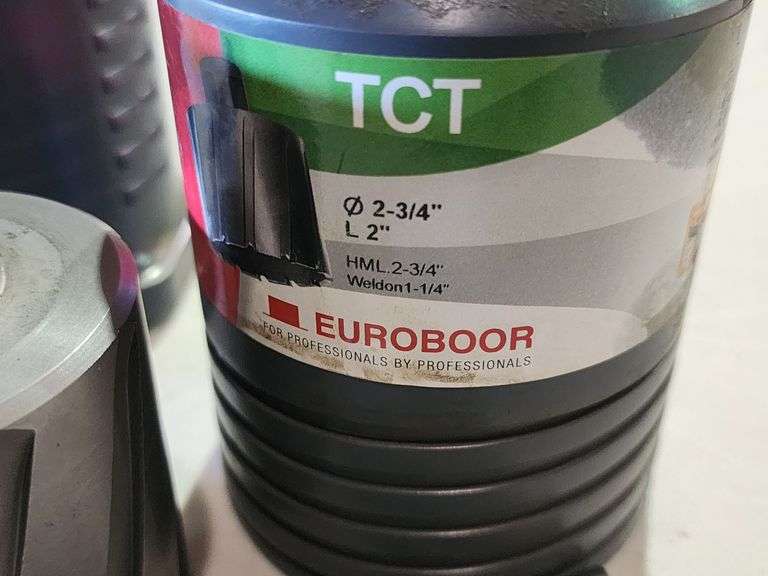 TCT
Ø 2-3/4"
L 2"
HML.2-3/4"
Weldon1-1/4"
EUROBOOR
FOR PROFESSIONALS BY PROFESSIONALS